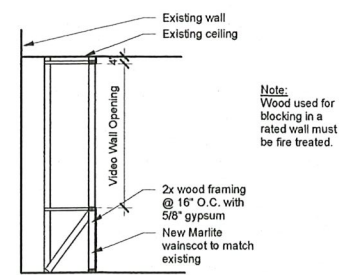 Existing wall
Existing ceiling
4"
Video Wall Opening
Note:
Wood used for
blocking in a
rated wall must
be fire treated.
2x wood framing
@ 16" O.C. with
5/8" gypsum
New Marlite
wainscot to match
existing